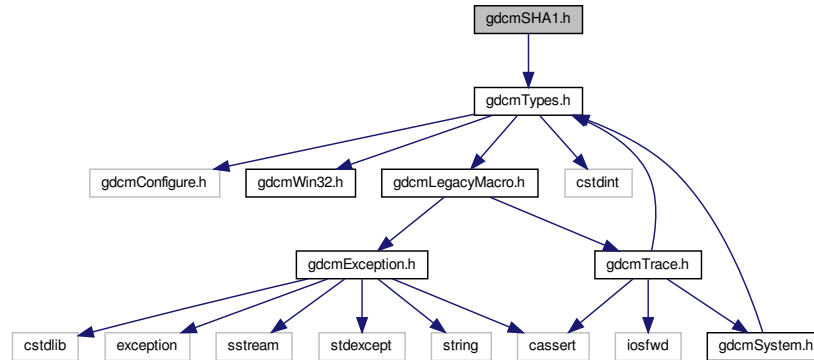 gdcmSHA1.h
gdcmTypes.h
gdcmConfigure.h
gdcmWin32.h
gdcmLegacyMacro.h
cstdint
gdcmException.h
gdcmTrace.h
cstdlib
exception
sstream
stdexcept
string
cassert
iosfwd
gdcmSystem.h